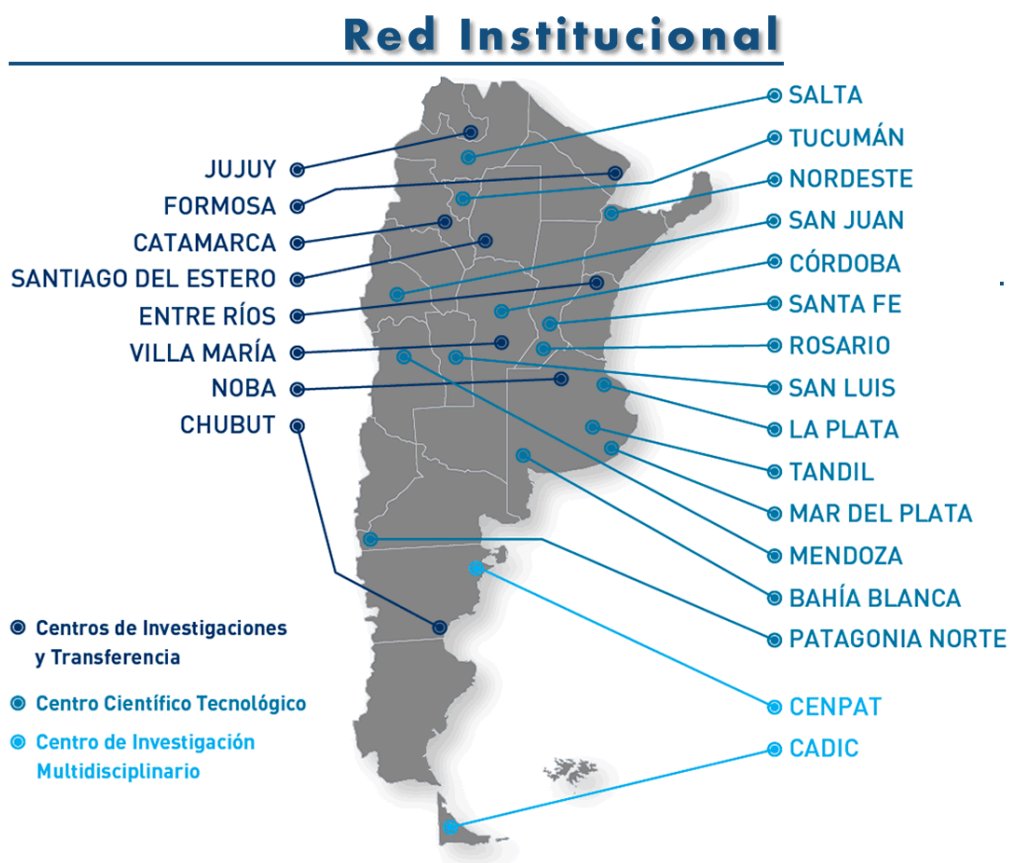 Red Institucional
JUJUY
FORMOSA
CATAMARCA
SANTIAGO DEL ESTERO
ENTRE RÍOS
VILLA MARÍA
NOBA
CHUBUT
SALTA
TUCUMÁN
NORDESTE
SAN JUAN
CÓRDOBA
SANTA FE
ROSARIO
SAN LUIS
LA PLATA
TANDIL
MAR DEL PLATA
MENDOZA
BAHÍA BLANCA
PATAGONIA NORTE
CENPAT
CADIC
Centros de Investigaciones
y Transferencia
Centro Científico Tecnológico
Centro de Investigación
Multidisciplinario